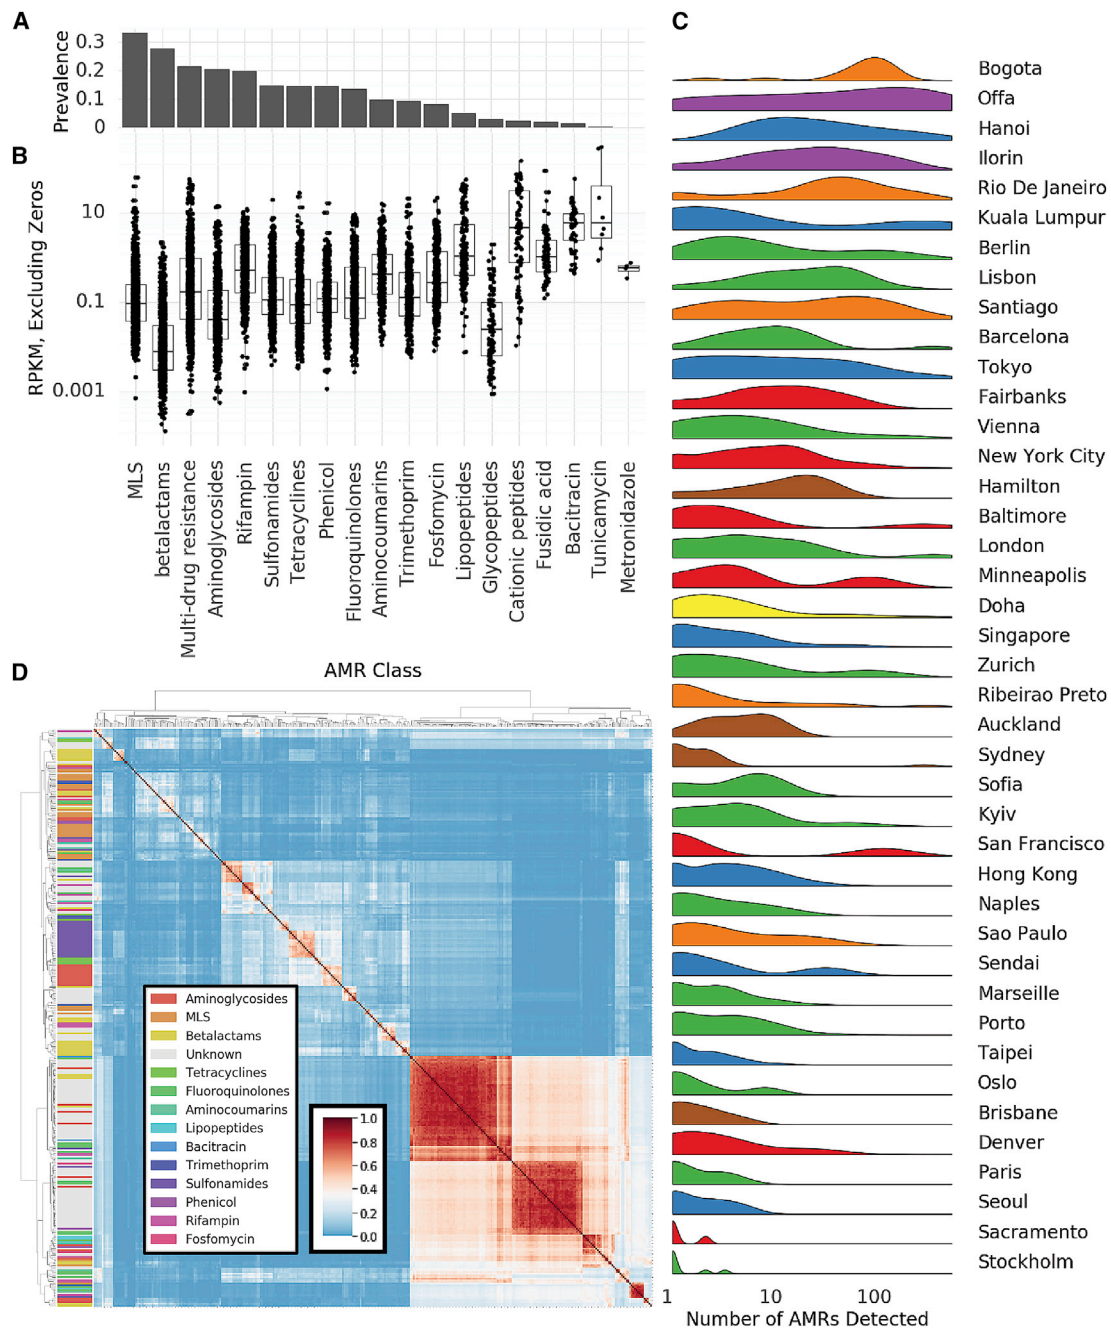 A
Prevalence
0.3
0.2
0.1
0
B
RPKM, Excluding Zeros
10
0.1
0.001
MLS
betalactams
Multi-drug resistance
Aminoglycosides
Rifampin
Sulfonamides
Tetracyclines
Phenicol
Fluoroquinolones
Aminocoumarins
Trimethoprim
Fosfomycin
Lipopeptides
Glycopeptides
Cationic peptides
Fusidic acid
Bacitracin
Tunicamycin
Metronidazole
AMR Class
C
Bogota
Offa
Hanoi
Ilorin
Rio De Janeiro
Kuala Lumpur
Berlin
Lisbon
Santiago
Barcelona
Tokyo
Fairbanks
Vienna
New York City
Hamilton
Baltimore
London
Minneapolis
Doha
Singapore
Zurich
Ribeirao Preto
Auckland
Sydney
Sofia
Kyiv
San Francisco
Hong Kong
Naples
Sao Paulo
Sendai
Marseille
Porto
Taipei
Oslo
Brisbane
Denver
Paris
Seoul
Sacramento
Stockholm
1 10 100
Number of AMRs Detected
D
Aminoglycosides
MLS
Betalactams
Unknown
Tetracyclines
Fluoroquinolones
Aminocoumarins
Lipopeptides
Bacitracin
Trimethoprim
Sulfonamides
Phenicol
Rifampin
Fosfomycin
1.0
0.8
0.6
0.4
0.2
0.0